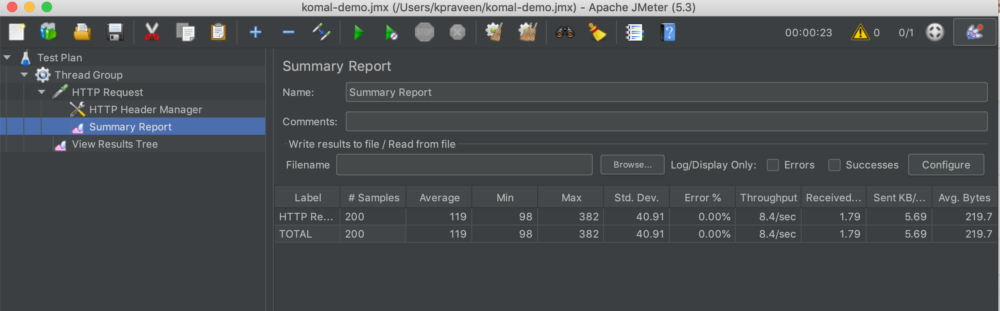 komal-demo.jmx (/Users/kpraveen/komal-demo.jmx) - Apache JMeter (5.3)
STOP ? 00:00:23 0 0/1
Test Plan
Thread Group
HTTP Request
HTTP Header Manager
Summary Report
View Results Tree
Summary Report
Name: Summary Report
Comments:
Write results to file / Read from file
Filename Browse... Log/Display Only: Errors Successes Configure
Label # Samples Average Min Max Std. Dev. Error % Throughput Received... Sent KB/... Avg. Bytes
HTTP Re... 200 119 98 382 40.91 0.00% 8.4/sec 1.79 5.69 219.7
TOTAL 200 119 98 382 40.91 0.00% 8.4/sec 1.79 5.69 219.7